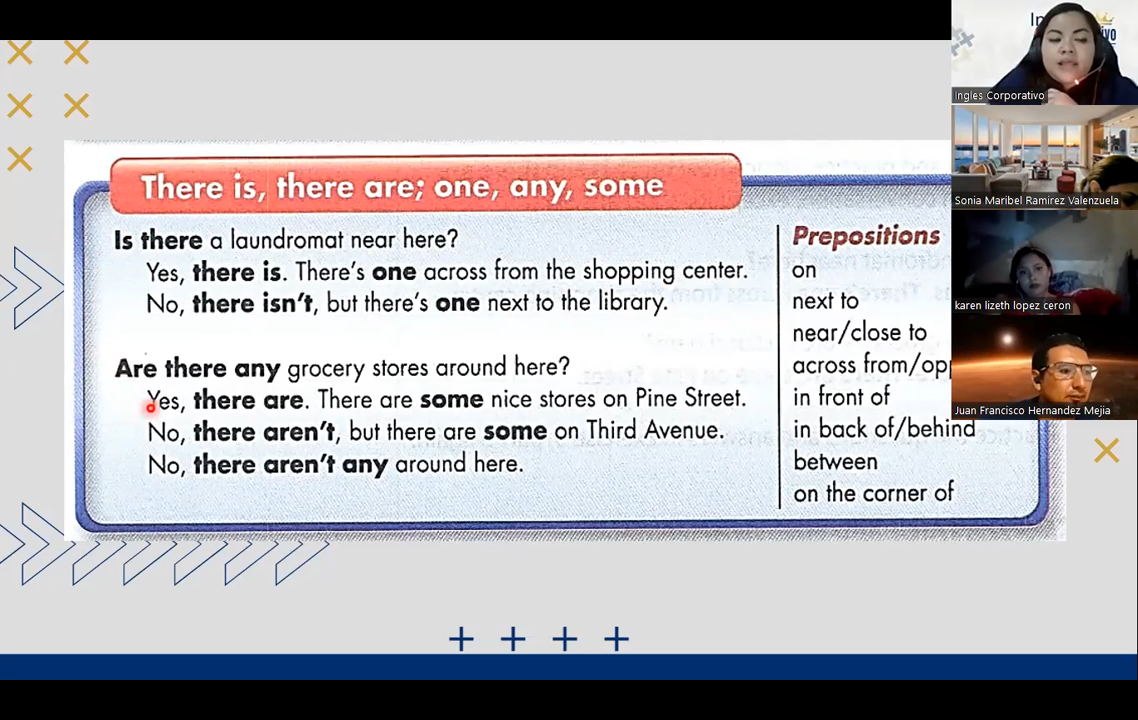 There is, there are; one, any, some
Is there a laundromat near here?
Yes, there is. There's one across from the shopping center.
No, there isn't, but there's one next to the library.
Are there any grocery stores around here?
Yes, there are. There are some nice stores on Pine Street.
No, there aren't, but there are some on Third Avenue.
No, there aren't any around here.
Prepositions
on
next to
near/close to
across from/opp
in front of
in back of/behind
between
on the corner of
Ingles Corporativo
Sonia Maribel Ramirez Valenzuela
karen lizeth lopez ceron
Juan Francisco Hernandez Mejia